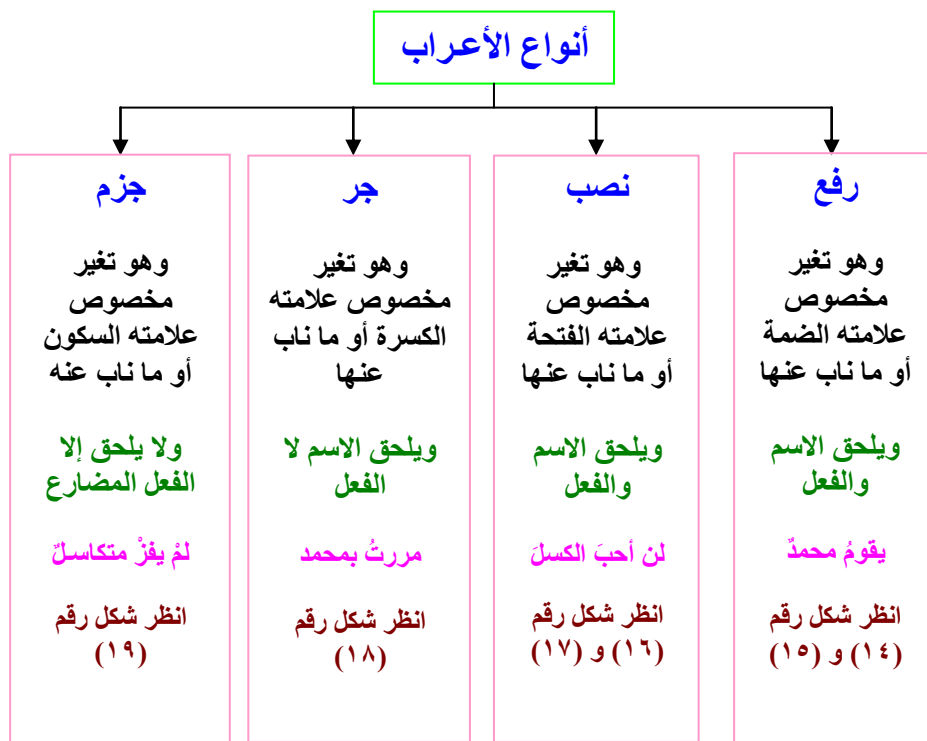 أنواع الأعراب
رفع
وهو تغير
مخصوص
علامته الضمة
أو ما ناب عنها
ويلحق الاسم
والفعل
يقومُ محمدٌ
انظر شكل رقم
(١٤) و (١٥)
نصب
وهو تغير
مخصوص
علامته الفتحة
أو ما ناب عنها
ويلحق الاسم
والفعل
لن أحبَ الكسلَ
انظر شكل رقم
(١٦) و (١٧)
جر
وهو تغير
مخصوص علامته
الكسرة أو ما ناب
عنها
ويلحق الاسم لا
الفعل
مررتُ بمحمد
انظر شكل رقم
(١٨)
جزم
وهو تغير
مخصوص
علامته السكون
أو ما ناب عنه
ولا يلحق إلا
الفعل المضارع
لمْ يفزْ متكاسلٌ
انظر شكل رقم
(١٩)